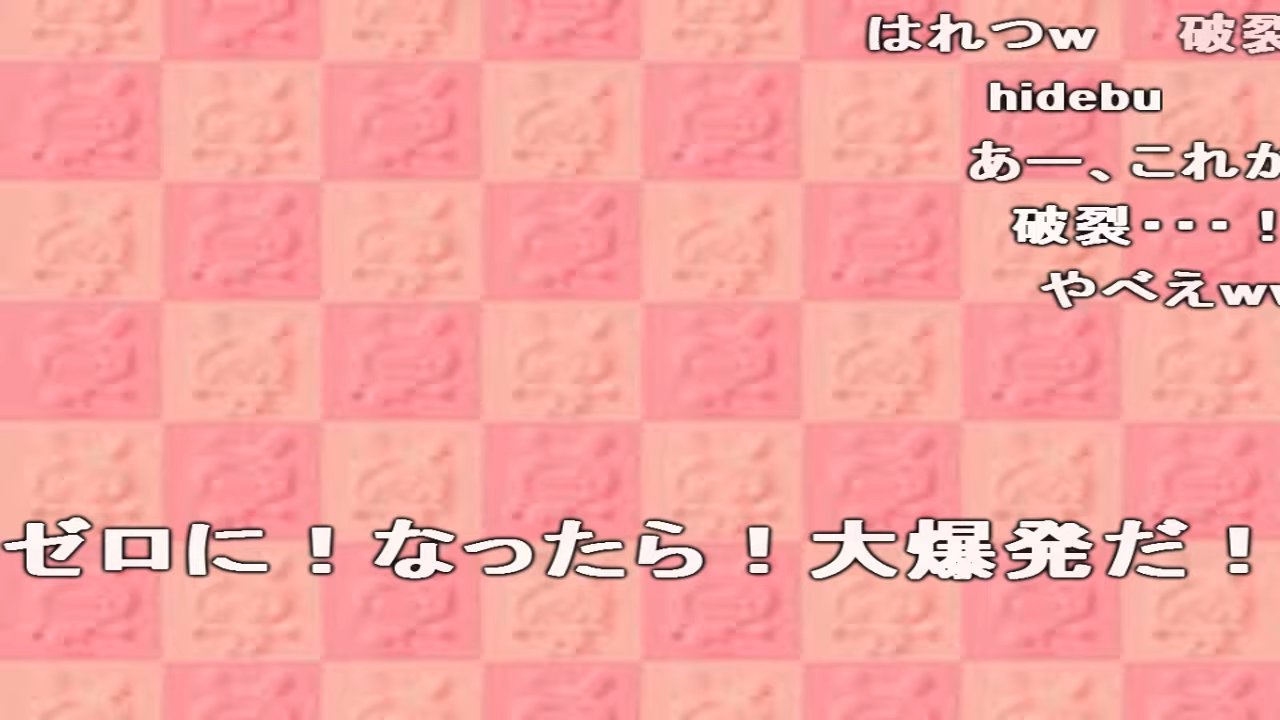 はれつw 破裂
hidebu
あー、これか
破裂・・・！
やべえww
ゼロに！なったら！大爆発だ！